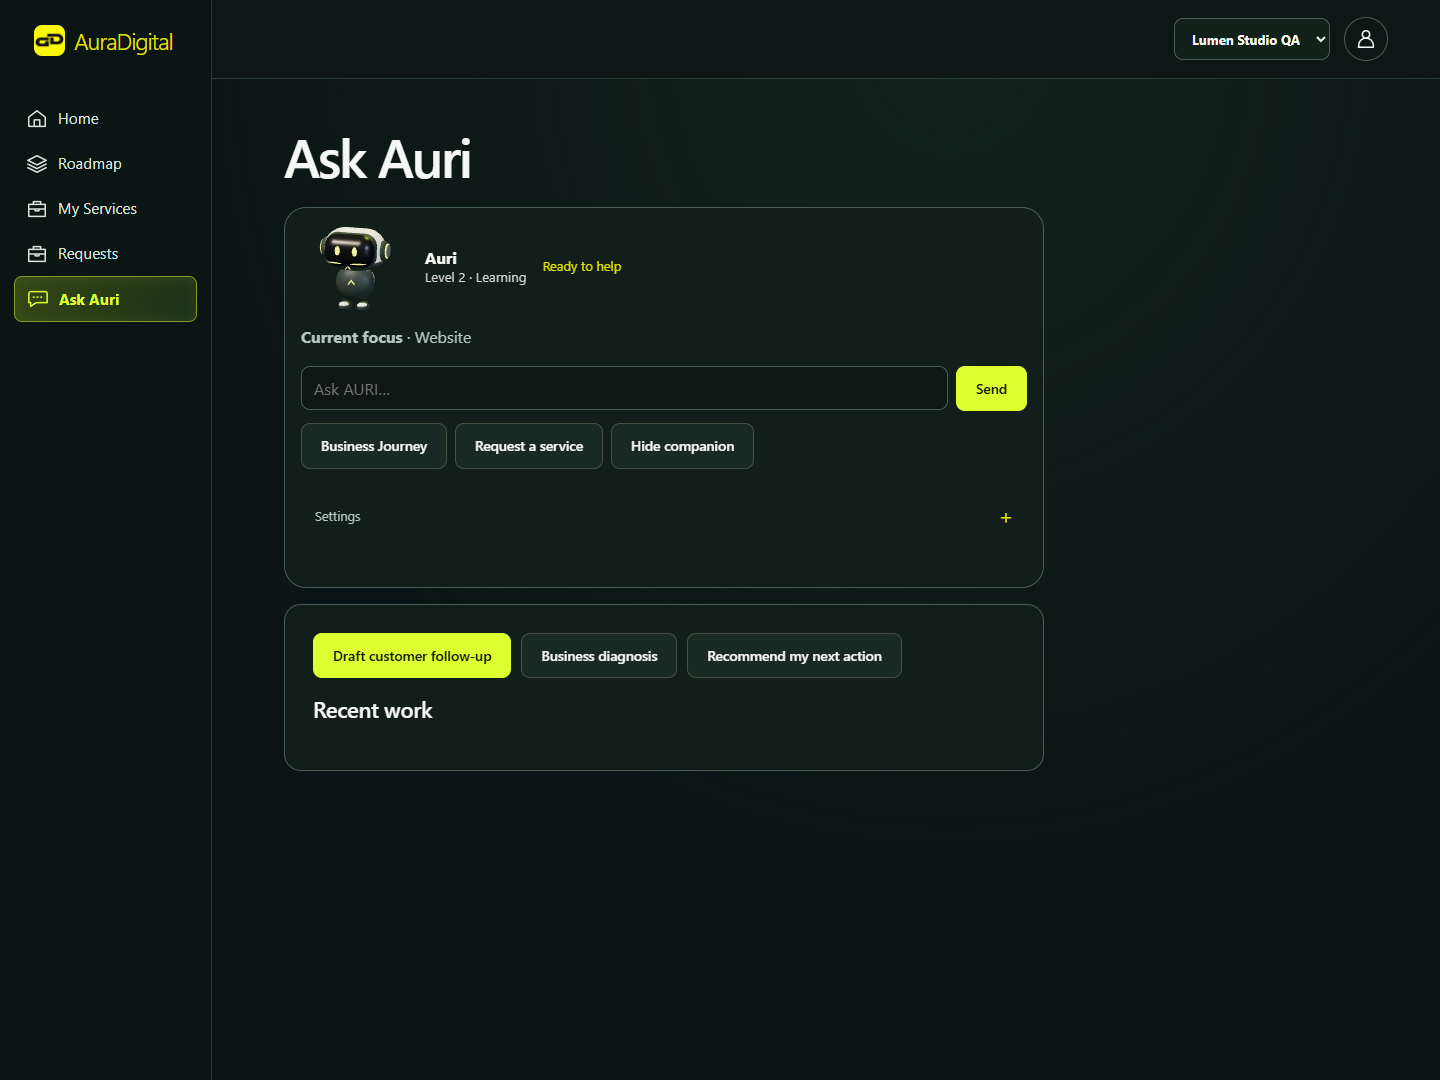 AuraDigital
Lumen Studio QA
Home
Roadmap
My Services
Requests
Ask Auri
Ask Auri
Auri
Level 2 · Learning
Ready to help
Current focus · Website
Ask AURI...
Send
Business Journey
Request a service
Hide companion
Settings
+
Draft customer follow-up
Business diagnosis
Recommend my next action
Recent work